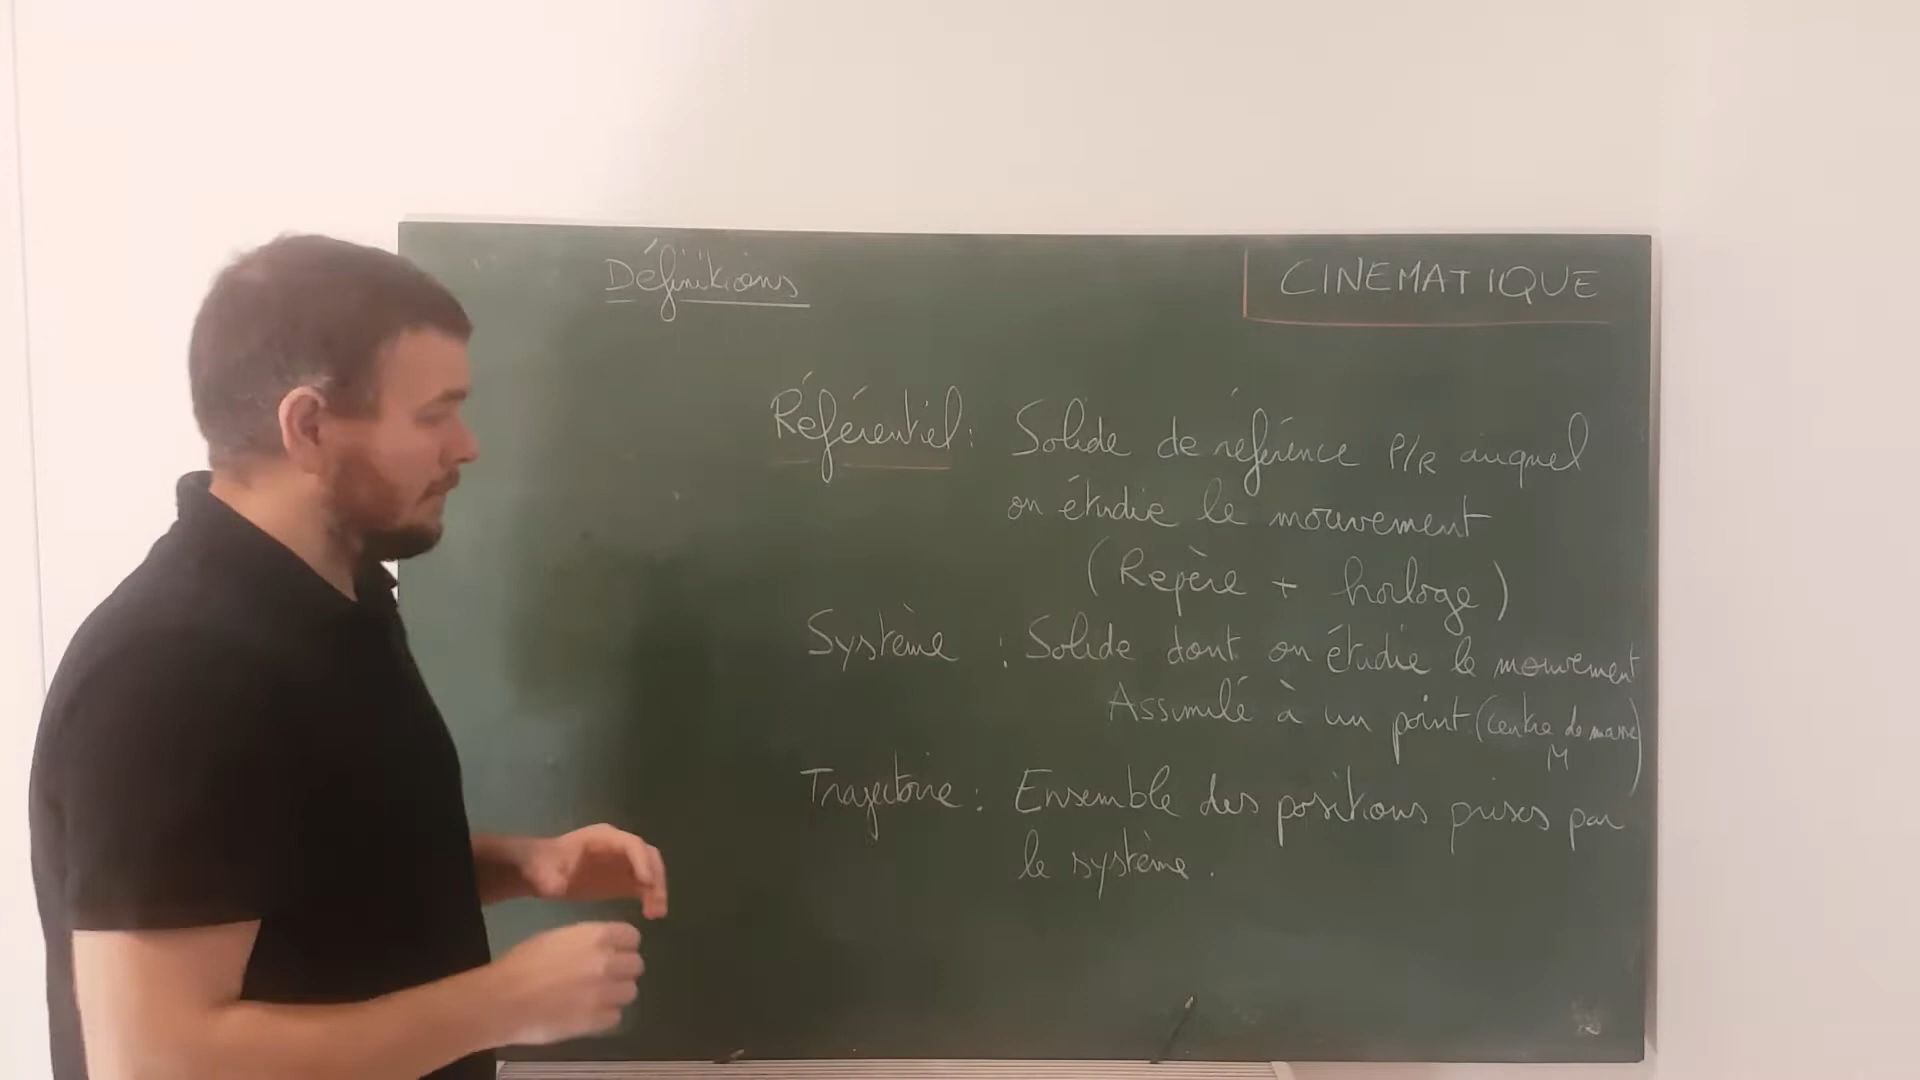 Définitions
CINEMATIQUE
Référentiel : Solide de référence P/R auquel
on étudie le mouvement
(Repère + horloge)
Système : Solide dont on étudie le mouvement
Assimilé à un point (centre de masse)
M
Trajectoire : Ensemble des positions prises par
le système.